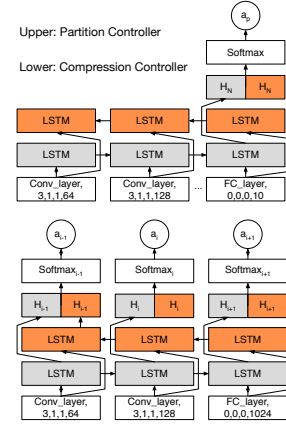 a_p
Upper: Partition Controller
Softmax
Lower: Compression Controller
H_N H_N
LSTM LSTM LSTM
LSTM LSTM LSTM
Conv_layer, Conv_layer, ... FC_layer,
3,1,1,64 3,1,1,128 0,0,0,10
a_i-1 a_i a_i+1
Softmax_i-1 Softmax_i Softmax_i+1
H_i-1 H_i-1 H_i H_i H_i+1 H_i+1
LSTM LSTM LSTM
LSTM LSTM LSTM
Conv_layer, Conv_layer, FC_layer,
3,1,1,64 3,1,1,128 0,0,0,1024